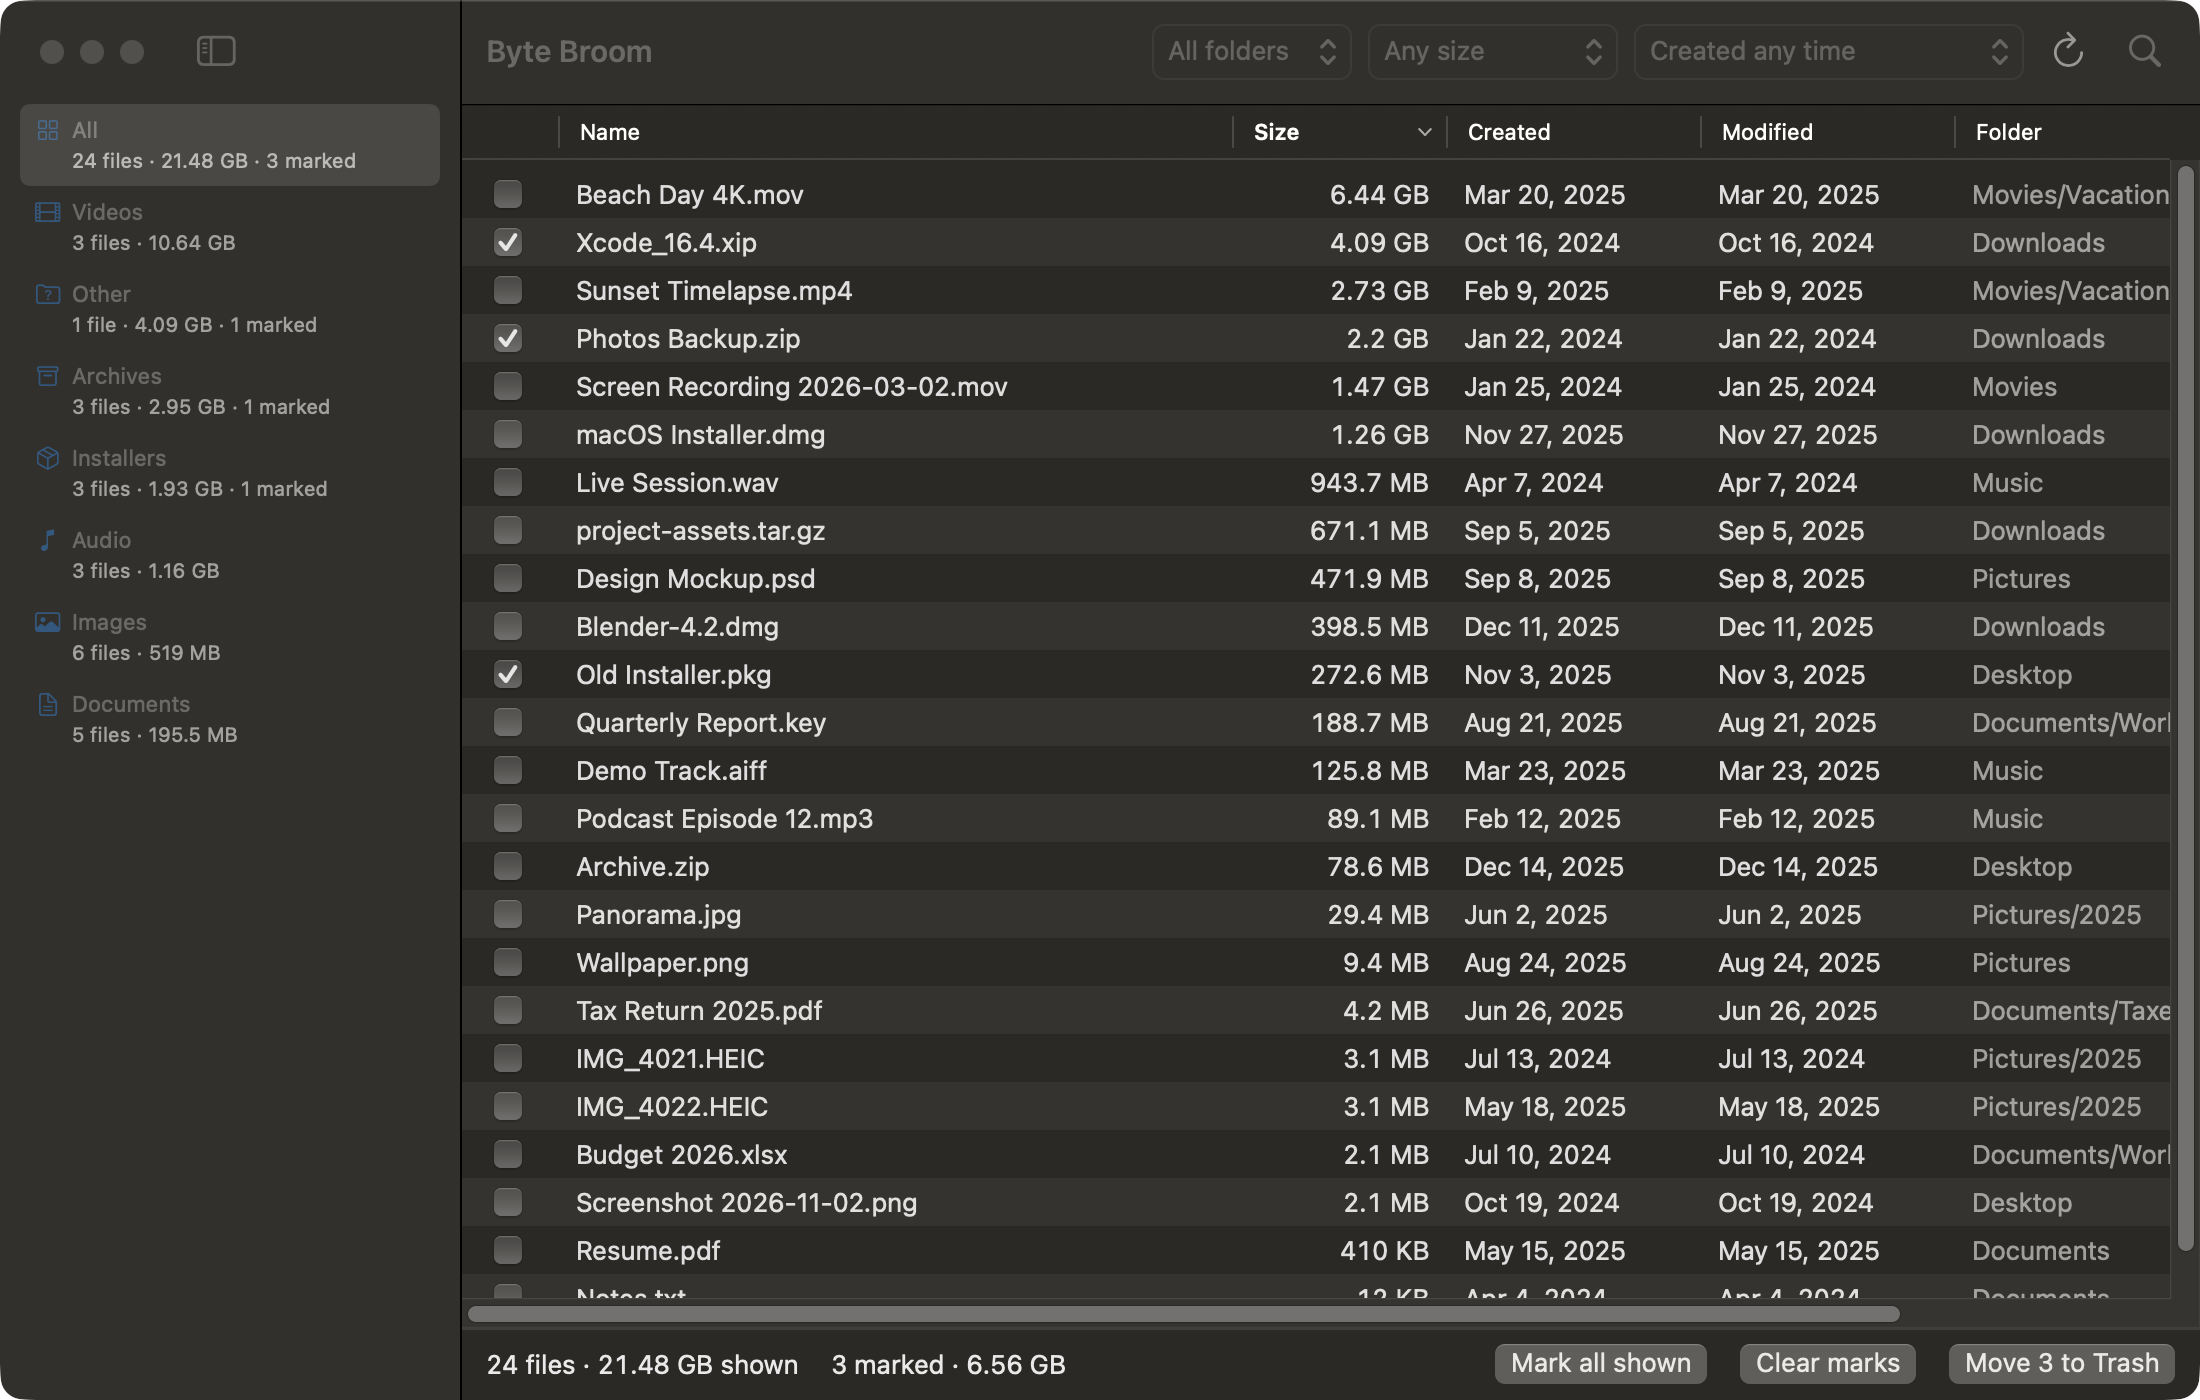 Byte Broom
All folders
Any size
Created any time
All
24 files · 21.48 GB · 3 marked
Videos
3 files · 10.64 GB
Other
1 file · 4.09 GB · 1 marked
Archives
3 files · 2.95 GB · 1 marked
Installers
3 files · 1.93 GB · 1 marked
Audio
3 files · 1.16 GB
Images
6 files · 519 MB
Documents
5 files · 195.5 MB
Name Size Created Modified Folder
Beach Day 4K.mov 6.44 GB Mar 20, 2025 Mar 20, 2025 Movies/Vacation
Xcode_16.4.xip 4.09 GB Oct 16, 2024 Oct 16, 2024 Downloads
Sunset Timelapse.mp4 2.73 GB Feb 9, 2025 Feb 9, 2025 Movies/Vacation
Photos Backup.zip 2.2 GB Jan 22, 2024 Jan 22, 2024 Downloads
Screen Recording 2026-03-02.mov 1.47 GB Jan 25, 2024 Jan 25, 2024 Movies
macOS Installer.dmg 1.26 GB Nov 27, 2025 Nov 27, 2025 Downloads
Live Session.wav 943.7 MB Apr 7, 2024 Apr 7, 2024 Music
project-assets.tar.gz 671.1 MB Sep 5, 2025 Sep 5, 2025 Downloads
Design Mockup.psd 471.9 MB Sep 8, 2025 Sep 8, 2025 Pictures
Blender-4.2.dmg 398.5 MB Dec 11, 2025 Dec 11, 2025 Downloads
Old Installer.pkg 272.6 MB Nov 3, 2025 Nov 3, 2025 Desktop
Quarterly Report.key 188.7 MB Aug 21, 2025 Aug 21, 2025 Documents/Wor
Demo Track.aiff 125.8 MB Mar 23, 2025 Mar 23, 2025 Music
Podcast Episode 12.mp3 89.1 MB Feb 12, 2025 Feb 12, 2025 Music
Archive.zip 78.6 MB Dec 14, 2025 Dec 14, 2025 Desktop
Panorama.jpg 29.4 MB Jun 2, 2025 Jun 2, 2025 Pictures/2025
Wallpaper.png 9.4 MB Aug 24, 2025 Aug 24, 2025 Pictures
Tax Return 2025.pdf 4.2 MB Jun 26, 2025 Jun 26, 2025 Documents/Taxe
IMG_4021.HEIC 3.1 MB Jul 13, 2024 Jul 13, 2024 Pictures/2025
IMG_4022.HEIC 3.1 MB May 18, 2025 May 18, 2025 Pictures/2025
Budget 2026.xlsx 2.1 MB Jul 10, 2024 Jul 10, 2024 Documents/Wor
Screenshot 2026-11-02.png 2.1 MB Oct 19, 2024 Oct 19, 2024 Desktop
Resume.pdf 410 KB May 15, 2025 May 15, 2025 Documents
Notes.txt 12 KB Apr 4, 2024 Apr 4, 2024 Documents
24 files · 21.48 GB shown 3 marked · 6.56 GB
Mark all shown
Clear marks
Move 3 to Trash